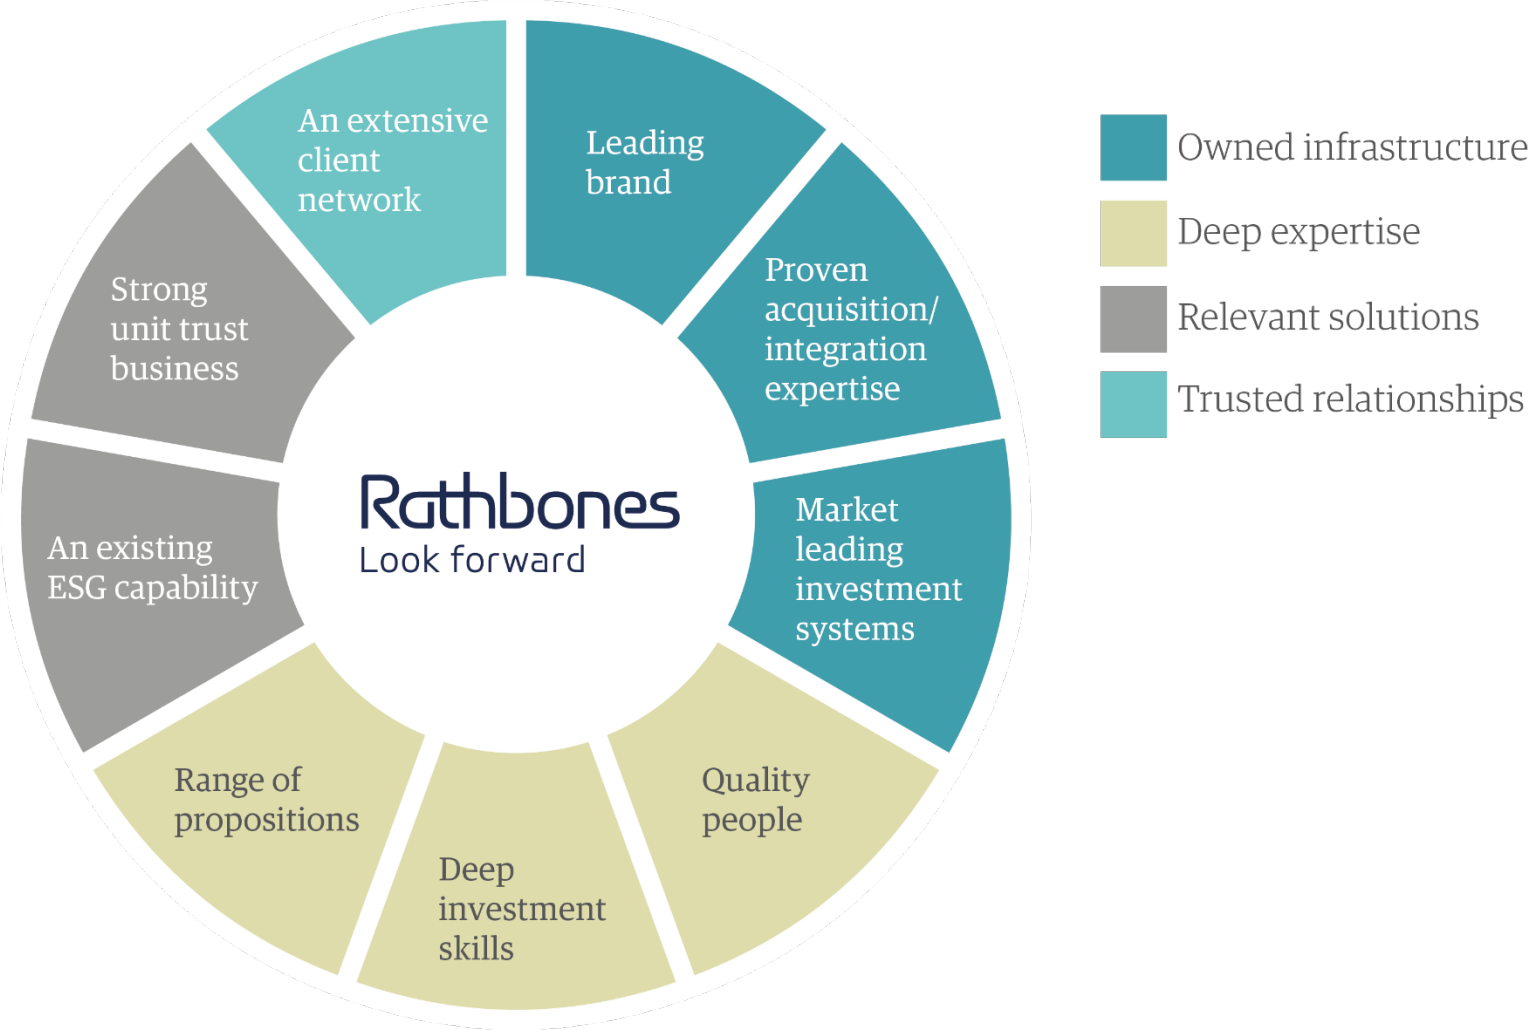 An extensive
client
network
Leading
brand
Proven
acquisition/
integration
expertise
Market
leading
investment
systems
Quality
people
Deep
investment
skills
Range of
propositions
An existing
ESG capability
Strong
unit trust
business
Rathbones
Look forward
Owned infrastructure
Deep expertise
Relevant solutions
Trusted relationships